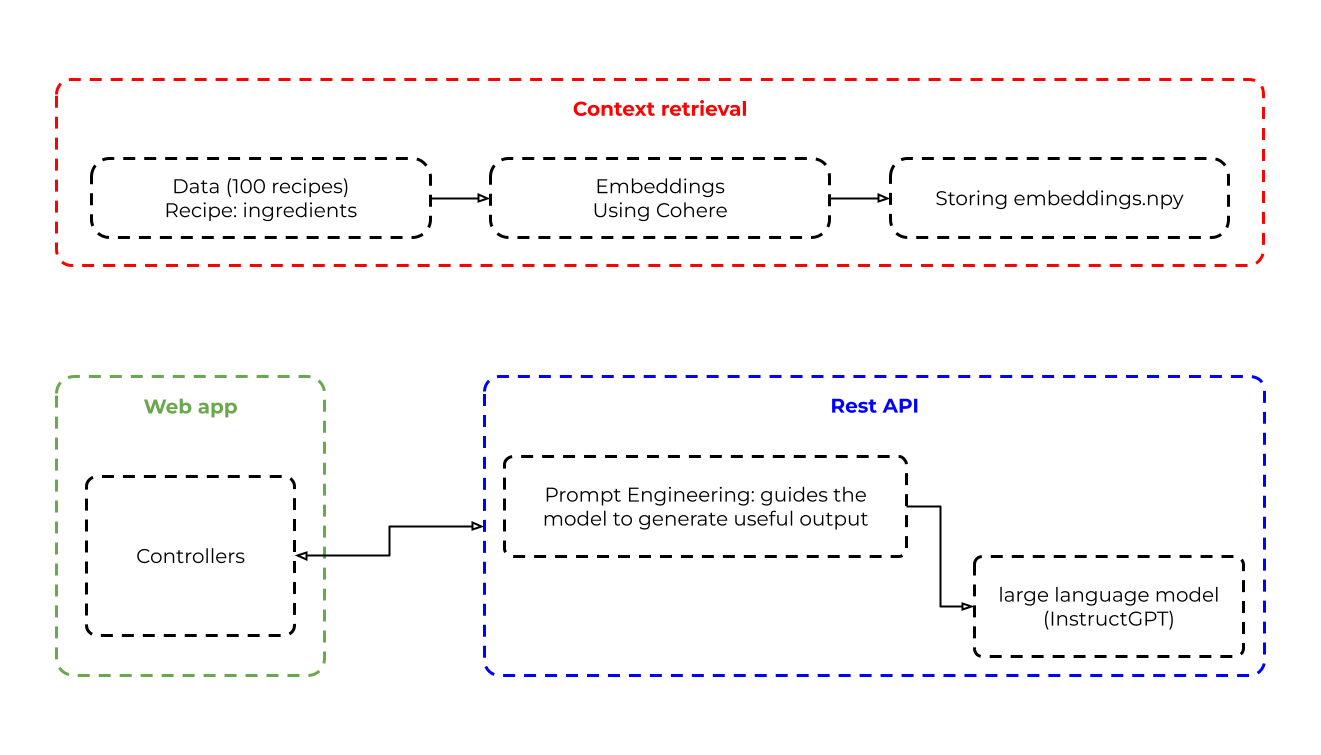 Context retrieval
Data (100 recipes)
Recipe: ingredients
Embeddings
Using Cohere
Storing embeddings.npy
Web app
Controllers
Rest API
Prompt Engineering: guides the
model to generate useful output
large language model
(InstructGPT)